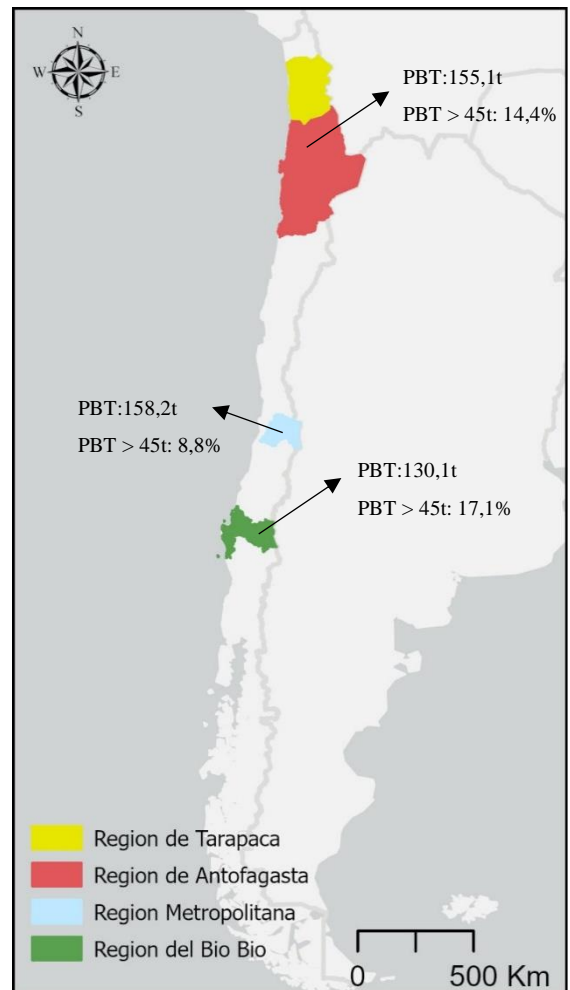 N
W E
S
PBT:155,1t
PBT > 45t: 14,4%
PBT:158,2t
PBT > 45t: 8,8%
PBT:130,1t
PBT > 45t: 17,1%
Region de Tarapaca
Region de Antofagasta
Region Metropolitana
Region del Bio Bio
0 500 Km